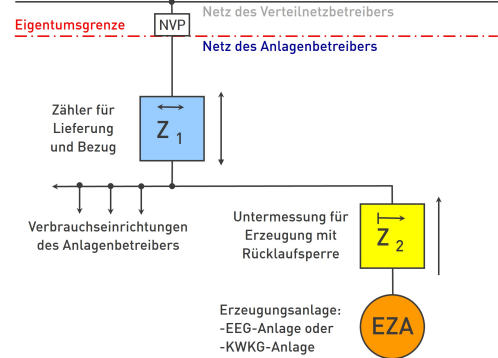 Netz des Verteilnetzbetreibers
Eigentumsgrenze
NVP
Netz des Anlagenbetreibers
Zähler für
Lieferung
und Bezug
Z 1
Verbrauchseinrichtungen
des Anlagenbetreibers
Untermessung für
Erzeugung mit
Rücklaufsperre
Z 2
Erzeugungsanlage:
-EEG-Anlage oder
-KWKG-Anlage
EZA